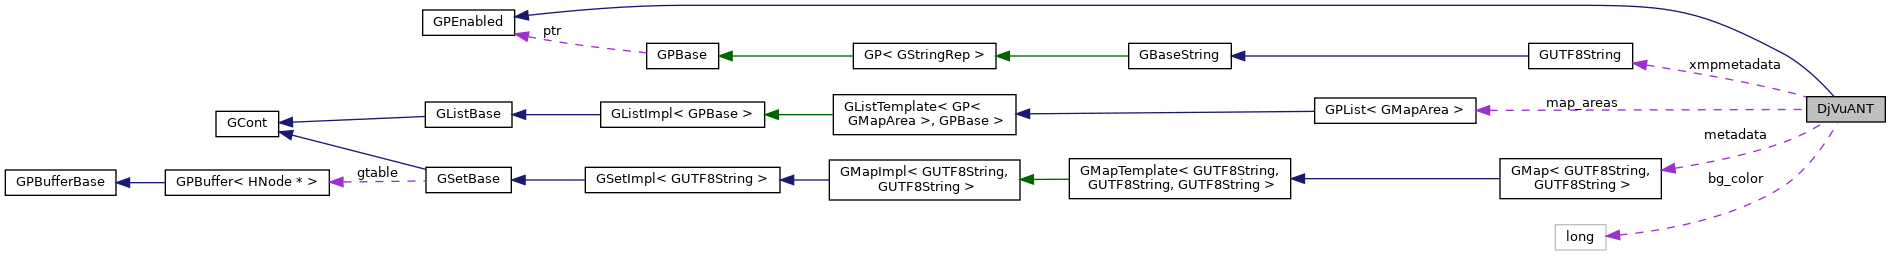 GPEnabled
ptr
GPBase
GP< GStringRep >
GBaseString
GUTF8String
xmpmetadata
GCont
GListBase
GListImpl< GPBase >
GListTemplate< GP<
GMapArea >, GPBase >
GPList< GMapArea >
map_areas
DjVuANT
metadata
GPBufferBase
GPBuffer< HNode * >
gtable
GSetBase
GSetImpl< GUTF8String >
GMapImpl< GUTF8String,
GUTF8String >
GMapTemplate< GUTF8String,
GUTF8String, GUTF8String >
GMap< GUTF8String,
GUTF8String >
bg_color
long